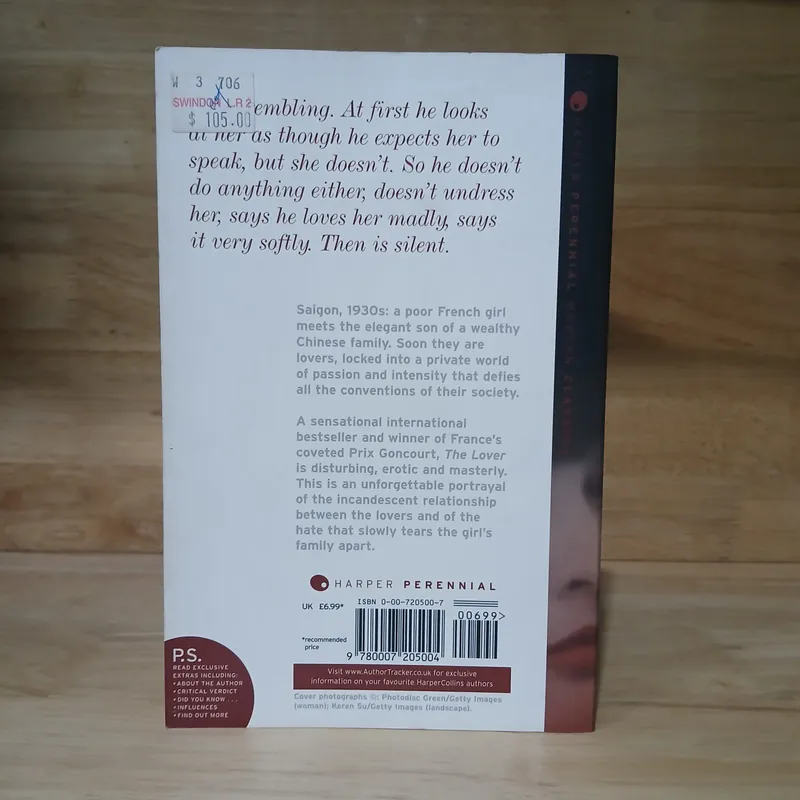 W 3 706
SWINDON L.R 2
$ 105.00
embling. At first he looks
at her as though he expects her to
speak, but she doesn't. So he doesn't
do anything either, doesn't undress
her, says he loves her madly, says
it very softly. Then is silent.
Saigon, 1930s: a poor French girl
meets the elegant son of a wealthy
Chinese family. Soon they are
lovers, locked into a private world
of passion and intensity that defies
all the conventions of their society.
A sensational international
bestseller and winner of France's
coveted Prix Goncourt, The Lover
is disturbing, erotic and masterly.
This is an unforgettable portrayal
of the incandescent relationship
between the lovers and of the
hate that slowly tears the girl's
family apart.
HARPER PERENNIAL
UK £6.99*
ISBN 0-00-720500-7
00699>
*recommended
price
9 780007 205004
Visit www.AuthorTracker.co.uk for exclusive
information on your favourite HarperCollins authors
Cover photographs ©: Photodisc Green/Getty Images
(woman); Karen Su/Getty Images (landscape).
P.S.
READ EXCLUSIVE
EXTRAS INCLUDING:
•ABOUT THE AUTHOR
•CRITICAL VERDICT
•DID YOU KNOW . . .
•INFLUENCES
•FIND OUT MORE
HARPER PERENNIAL MODERN CLASSICS